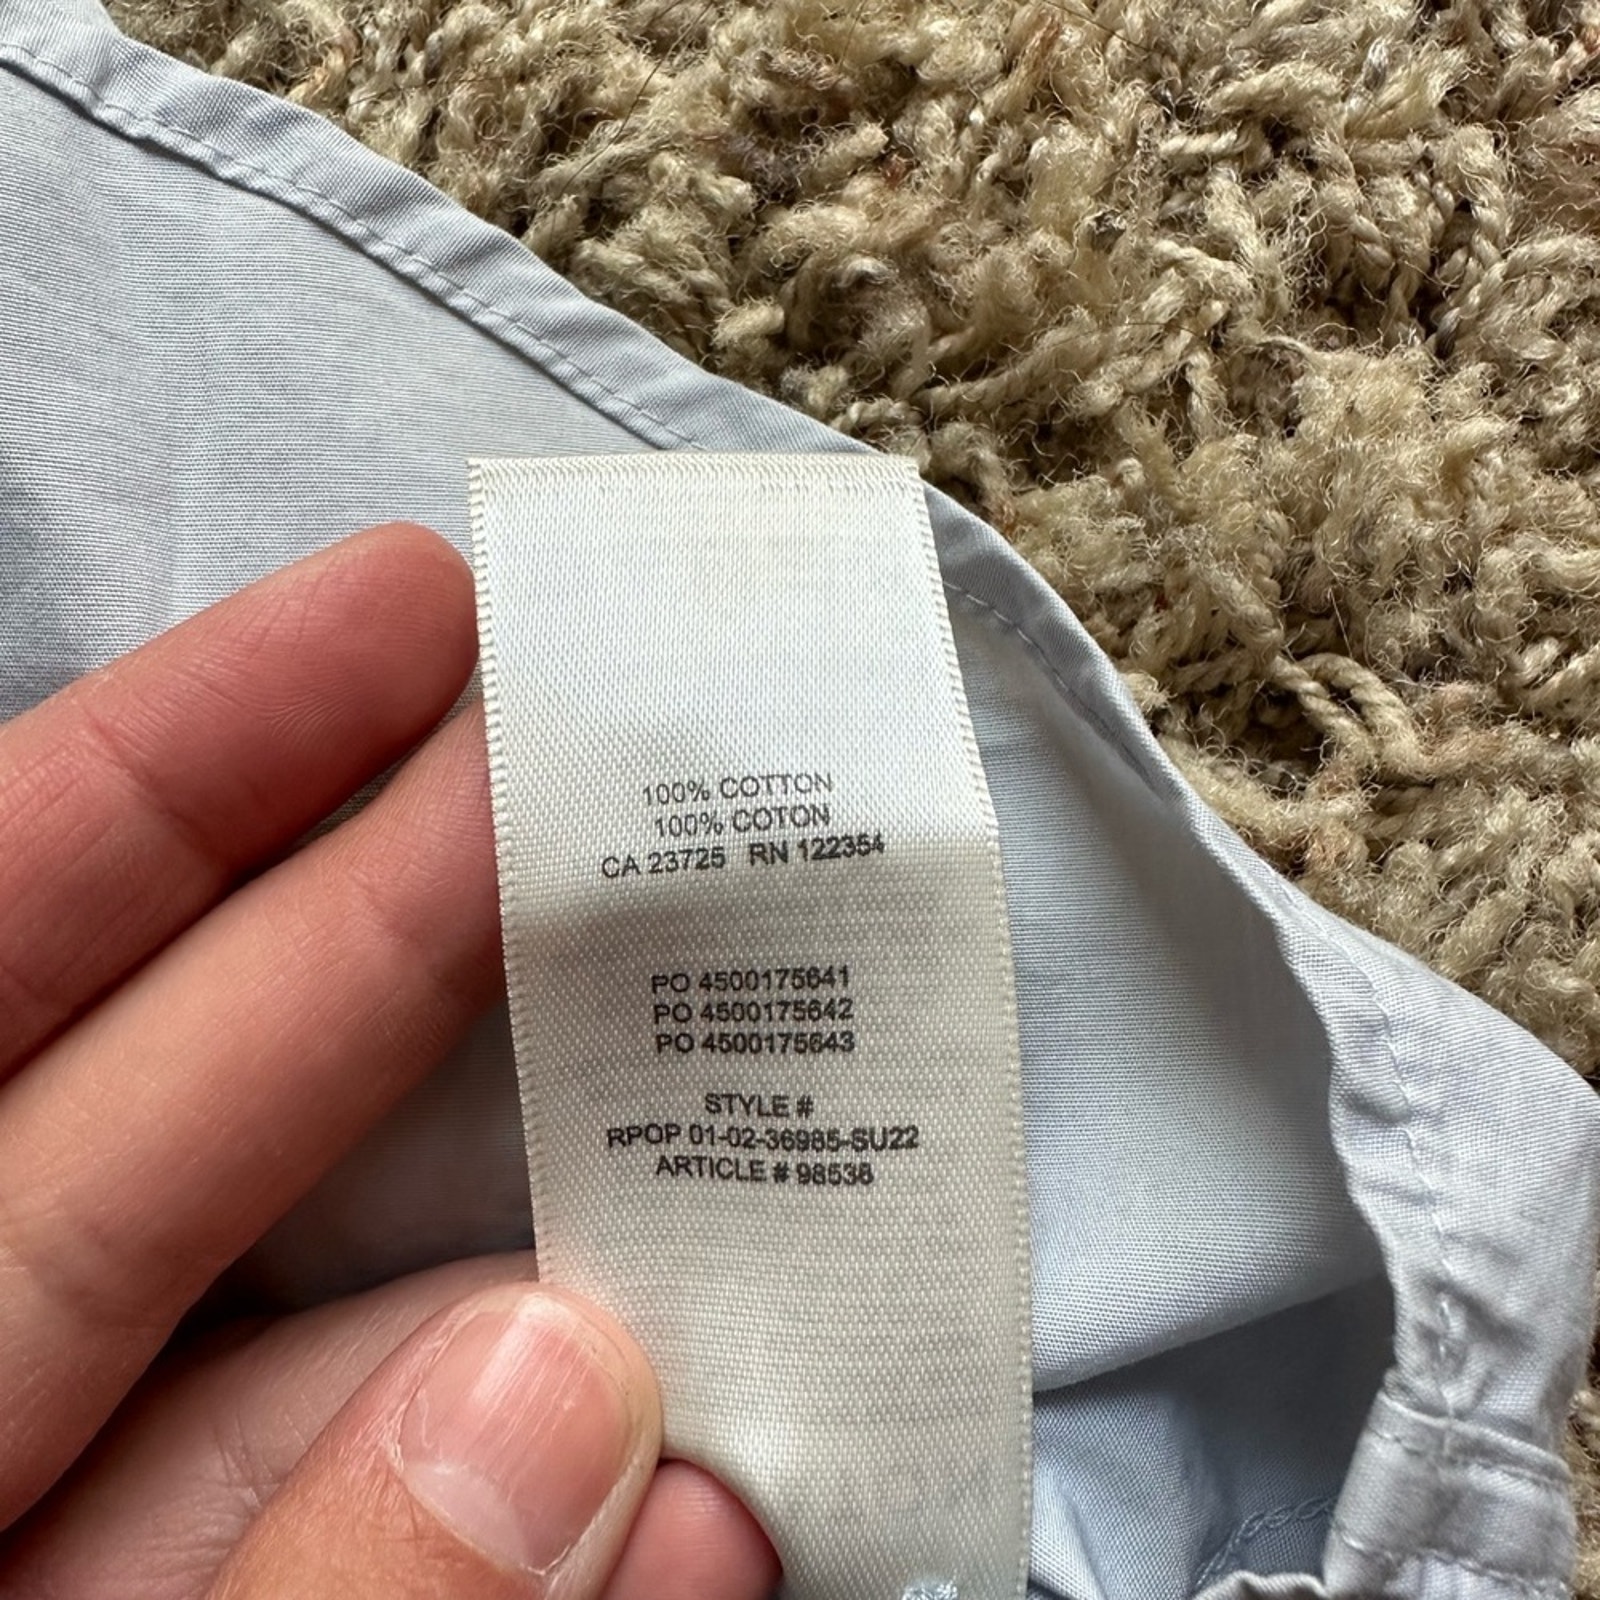 100% COTTON
100% COTON
CA 23725 RN 122354
PO 4500175641
PO 4500175642
PO 4500175643
STYLE #
RPOP 01-02-36985-SU22
ARTICLE # 98536